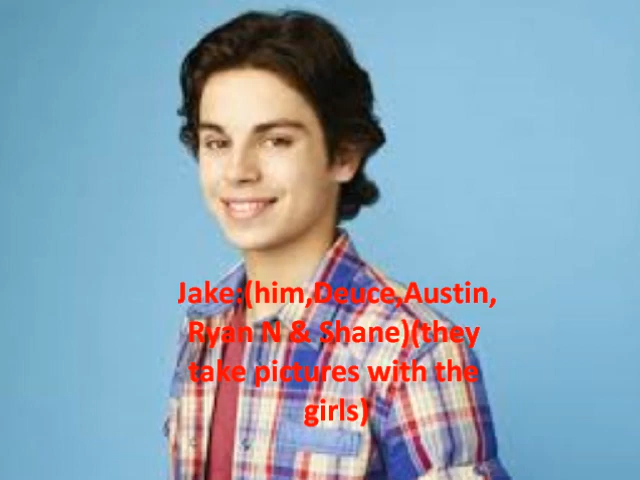 Jake:(him,Deuce,Austin,
Ryan N & Shane)(they
take pictures with the
girls)